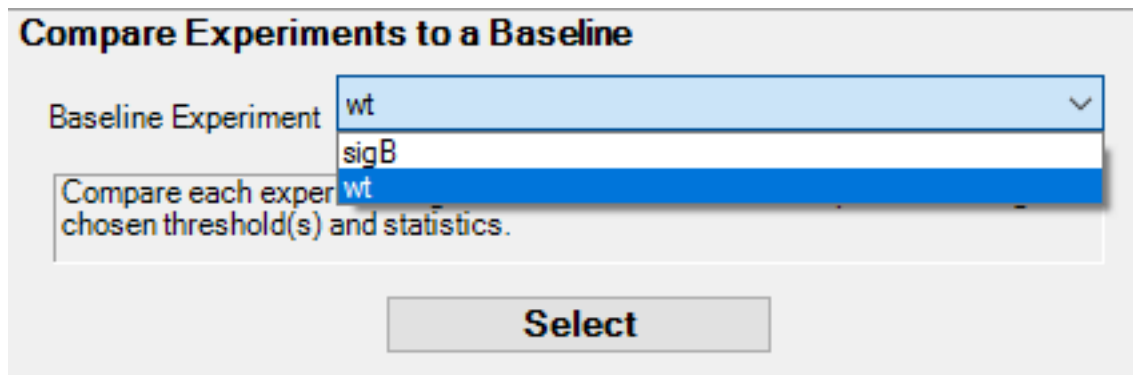 Compare Experiments to a Baseline
Baseline Experiment wt
sigB
wt
Compare each exper
chosen threshold(s) and statistics.
Select